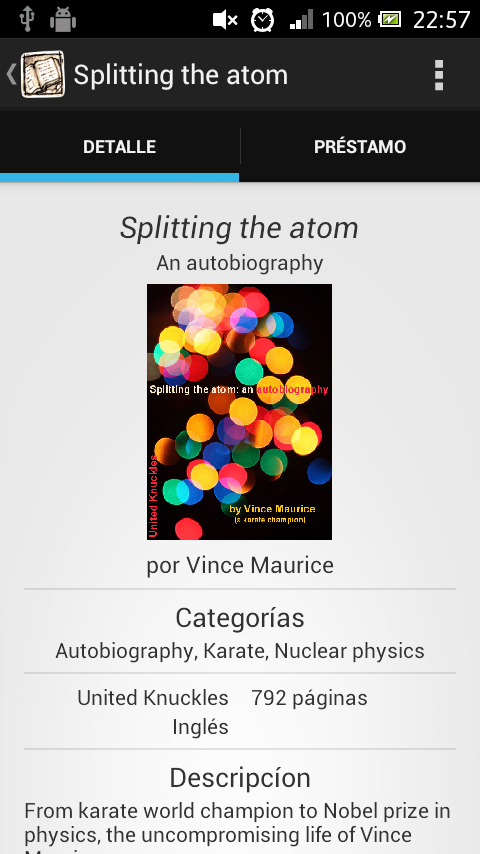 100% 22:57
Splitting the atom
DETALLE PRÉSTAMO
Splitting the atom
An autobiography
Splitting the atom: an autobiography
United Knuckles
by Vince Maurice
(a karate champion)
por Vince Maurice
Categorías
Autobiography, Karate, Nuclear physics
United Knuckles 792 páginas
Inglés
Descripcíon
From karate world champion to Nobel prize in
physics, the uncompromising life of Vince